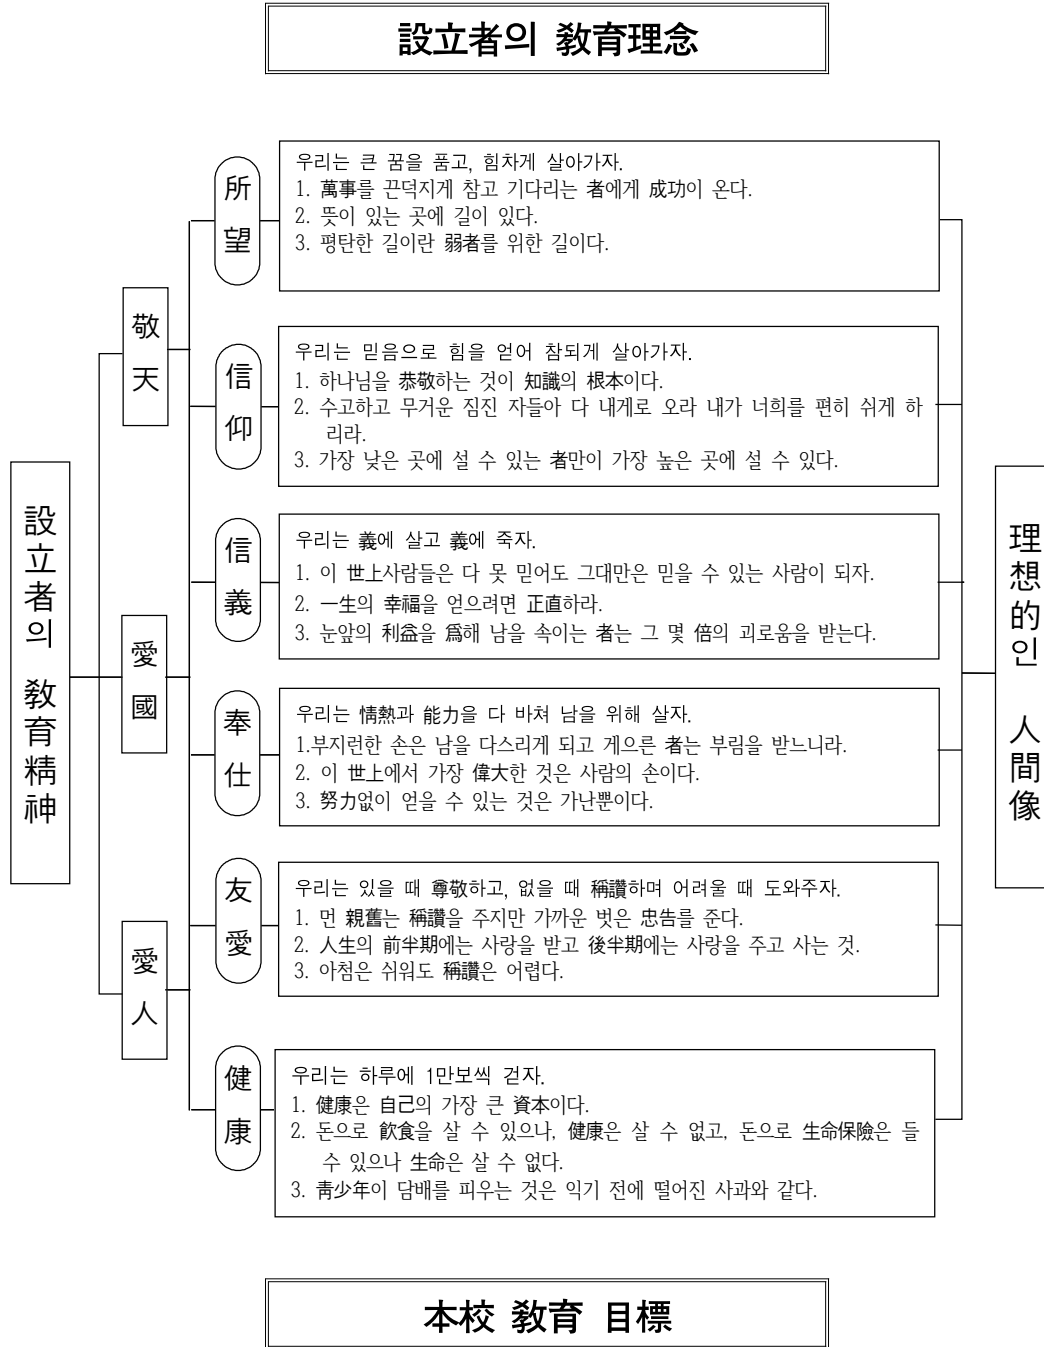 設立者의 敎育理念
設立者의 敎育精神
敬天
愛國
愛人
所望
우리는 큰 꿈을 품고, 힘차게 살아가자.
1. 萬事를 끈덕지게 참고 기다리는 者에게 成功이 온다.
2. 뜻이 있는 곳에 길이 있다.
3. 평탄한 길이란 弱者를 위한 길이다.
信仰
우리는 믿음으로 힘을 얻어 참되게 살아가자.
1. 하나님을 恭敬하는 것이 知識의 根本이다.
2. 수고하고 무거운 짐진 자들아 다 내게로 오라 내가 너희를 편히 쉬게 하
리라.
3. 가장 낮은 곳에 설 수 있는 者만이 가장 높은 곳에 설 수 있다.
信義
우리는 義에 살고 義에 죽자.
1. 이 世上사람들은 다 못 믿어도 그대만은 믿을 수 있는 사람이 되자.
2. 一生의 幸福을 얻으려면 正直하라.
3. 눈앞의 利益을 爲해 남을 속이는 者는 그 몇 倍의 괴로움을 받는다.
奉仕
우리는 情熱과 能力을 다 바쳐 남을 위해 살자.
1.부지런한 손은 남을 다스리게 되고 게으른 者는 부림을 받느니라.
2. 이 世上에서 가장 偉大한 것은 사람의 손이다.
3. 努力없이 얻을 수 있는 것은 가난뿐이다.
友愛
우리는 있을 때 尊敬하고, 없을 때 稱讚하며 어려울 때 도와주자.
1. 먼 親舊는 稱讚을 주지만 가까운 벗은 忠告를 준다.
2. 人生의 前半期에는 사랑을 받고 後半期에는 사랑을 주고 사는 것.
3. 아첨은 쉬워도 稱讚은 어렵다.
健康
우리는 하루에 1만보씩 걷자.
1. 健康은 自己의 가장 큰 資本이다.
2. 돈으로 飮食을 살 수 있으나, 健康은 살 수 없고, 돈으로 生命保險은 들
수 있으나 生命은 살 수 없다.
3. 靑少年이 담배를 피우는 것은 익기 전에 떨어진 사과와 같다.
理想的인 人間像
本校 敎育 目標